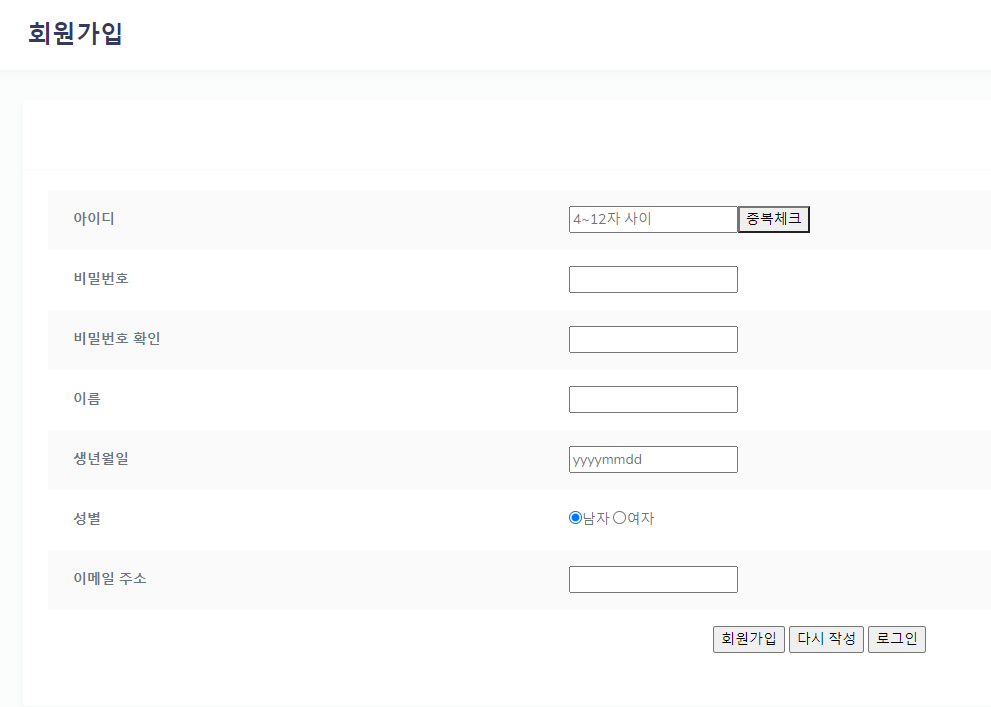 회원가입
아이디 4~12자 사이 중복체크
비밀번호
비밀번호 확인
이름
생년월일 yyyymmdd
성별 남자 여자
이메일 주소
회원가입 다시 작성 로그인